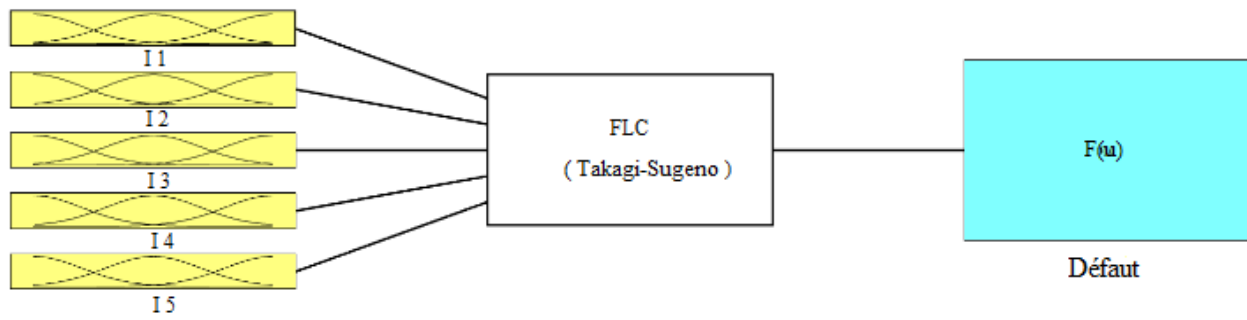 I 1
I 2
I 3
I 4
I 5
FLC
( Takagi-Sugeno )
F(u)
Défaut